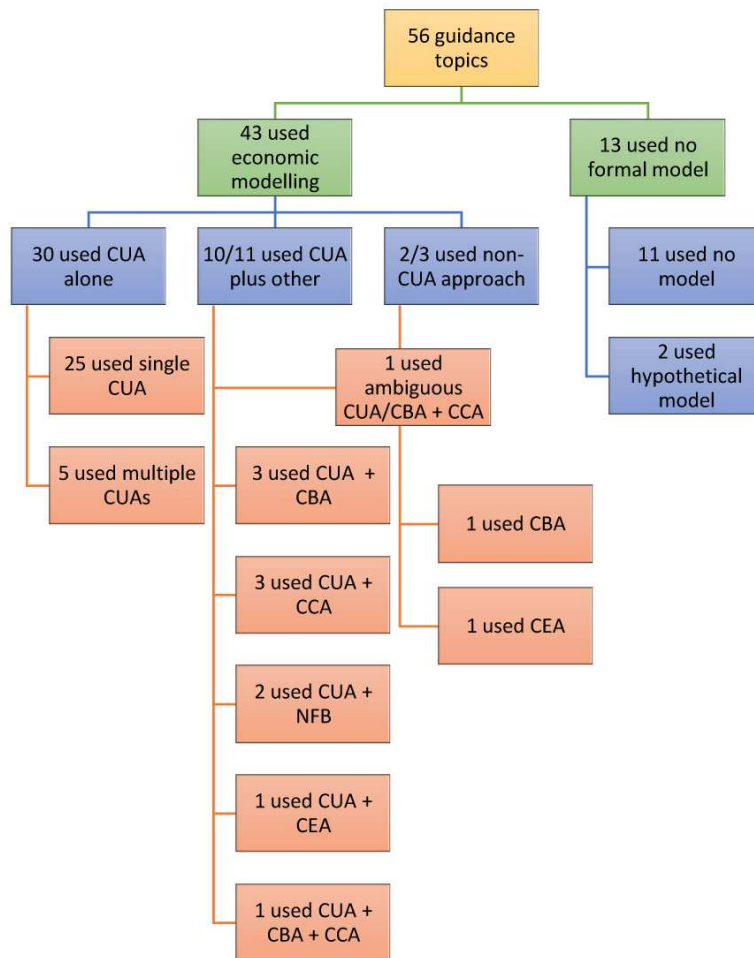 56 guidance
topics
43 used
economic
modelling
13 used no
formal model
30 used CUA
alone
10/11 used CUA
plus other
2/3 used non-
CUA approach
11 used no
model
25 used single
CUA
1 used
ambiguous
CUA/CBA + CCA
2 used
hypothetical
model
5 used multiple
CUAs
3 used CUA +
CBA
1 used CBA
3 used CUA +
CCA
1 used CEA
2 used CUA +
NFB
1 used CUA +
CEA
1 used CUA +
CBA + CCA